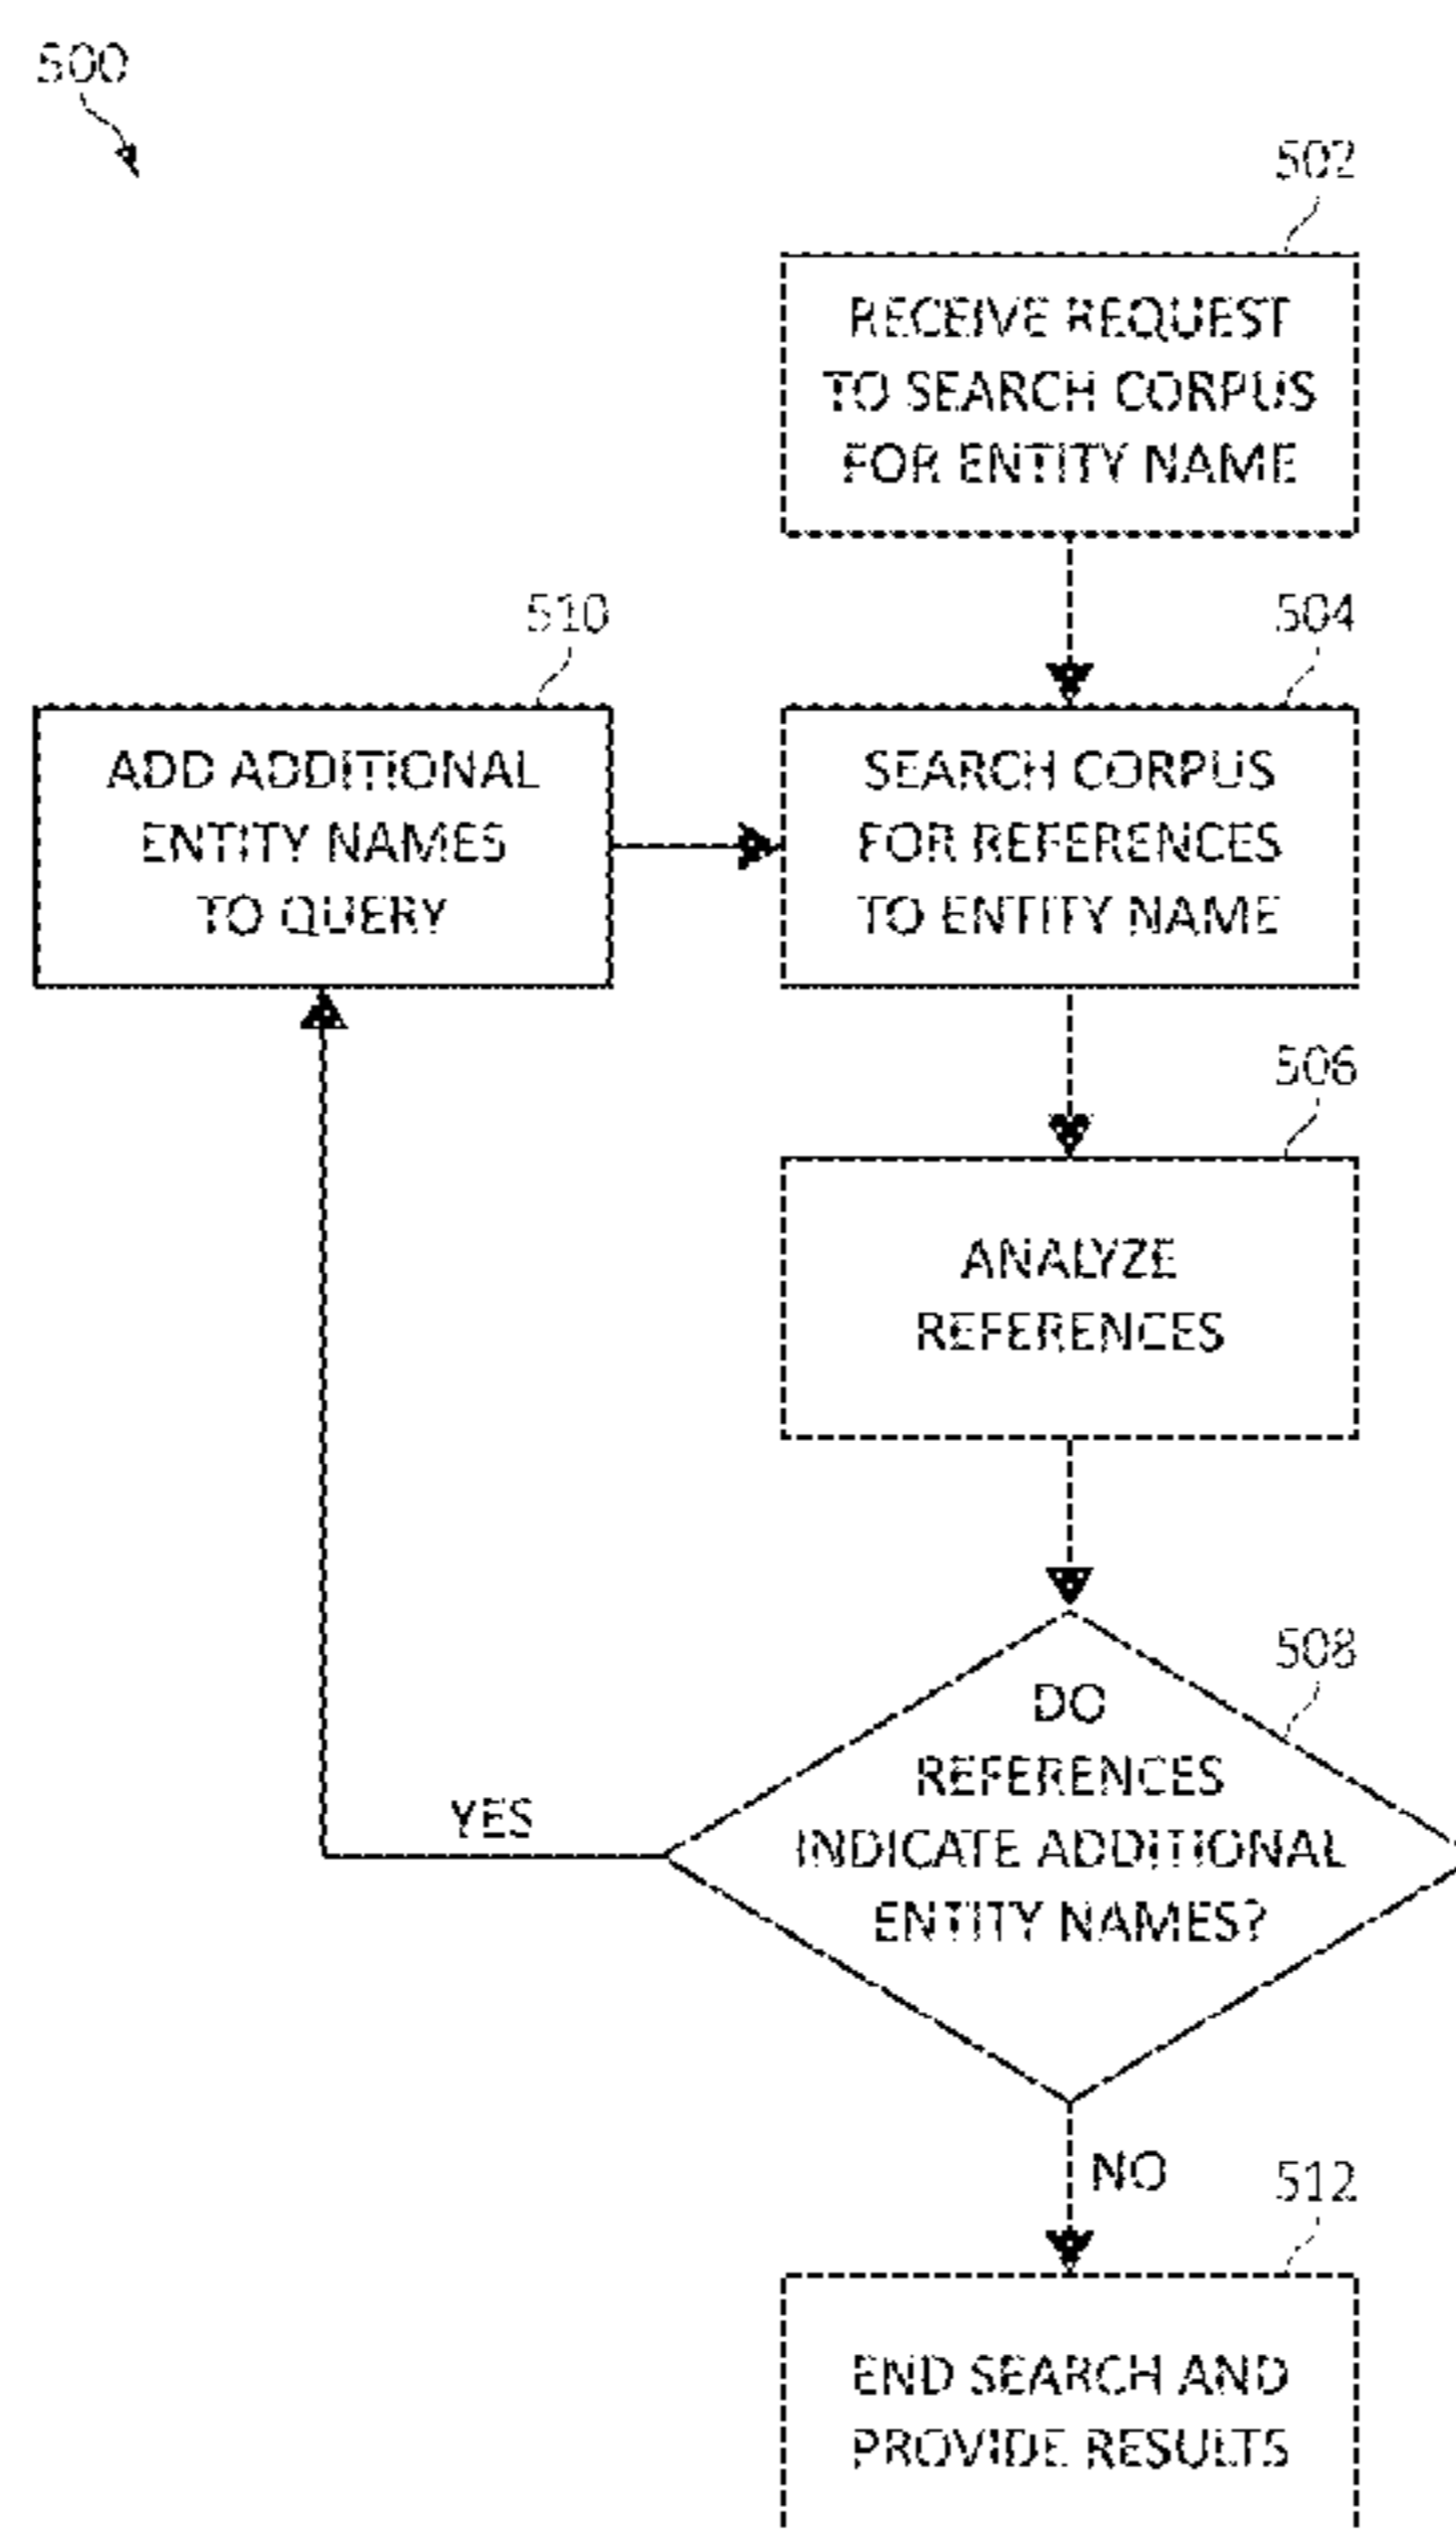 500
502
RECEIVE REQUEST
TO SEARCH CORPUS
FOR ENTITY NAME
510
504
ADD ADDITIONAL
ENTITY NAMES
TO QUERY
SEARCH CORPUS
FOR REFERENCES
TO ENTITY NAME
506
ANALYZE
REFERENCES
508
DO
REFERENCES
INDICATE ADDITIONAL
ENTITY NAMES?
YES
NO
512
END SEARCH AND
PROVIDE RESULTS